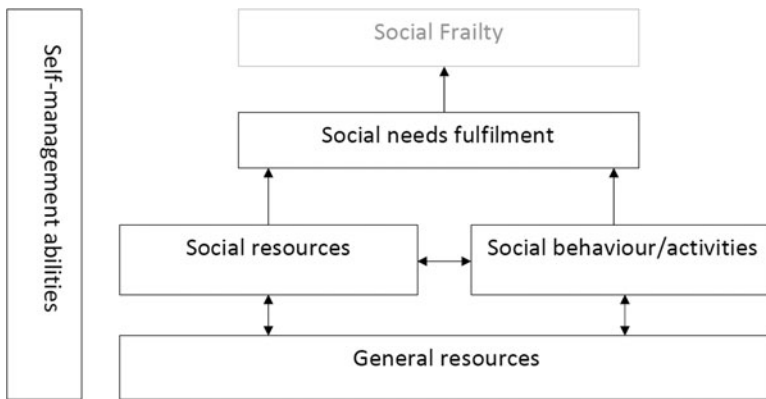 Self-management abilities
Social Frailty
Social needs fulfilment
Social resources
Social behaviour/activities
General resources